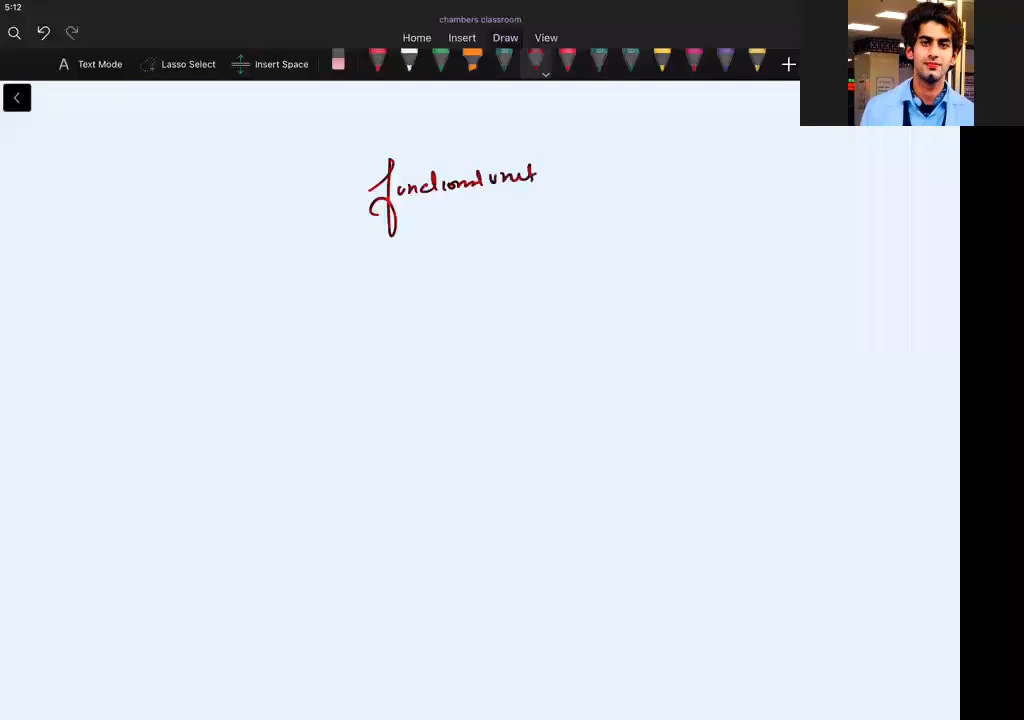 5:12
chambers classroom
Home Insert Draw View
A Text Mode Lasso Select Insert Space
functional unit